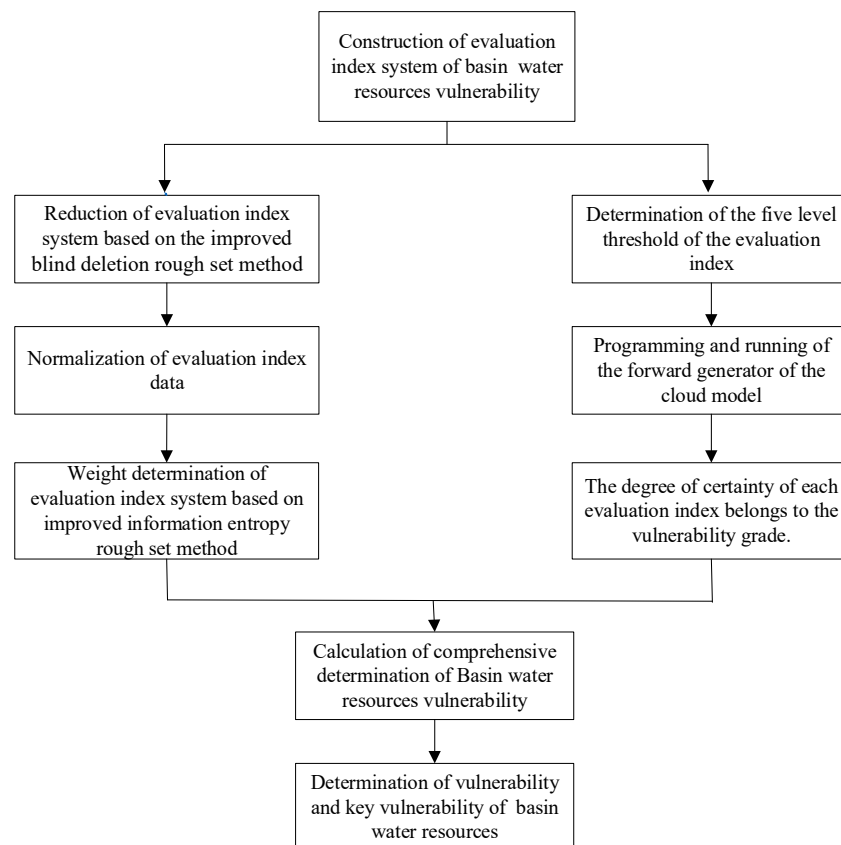 Construction of evaluation
index system of basin water
resources vulnerability
Reduction of evaluation index
system based on the improved
blind deletion rough set method
Determination of the five level
threshold of the evaluation
index
Normalization of evaluation index
data
Programming and running of
the forward generator of the
cloud model
Weight determination of
evaluation index system based on
improved information entropy
rough set method
The degree of certainty of each
evaluation index belongs to the
vulnerability grade.
Calculation of comprehensive
determination of Basin water
resources vulnerability
Determination of vulnerability
and key vulnerability of basin
water resources